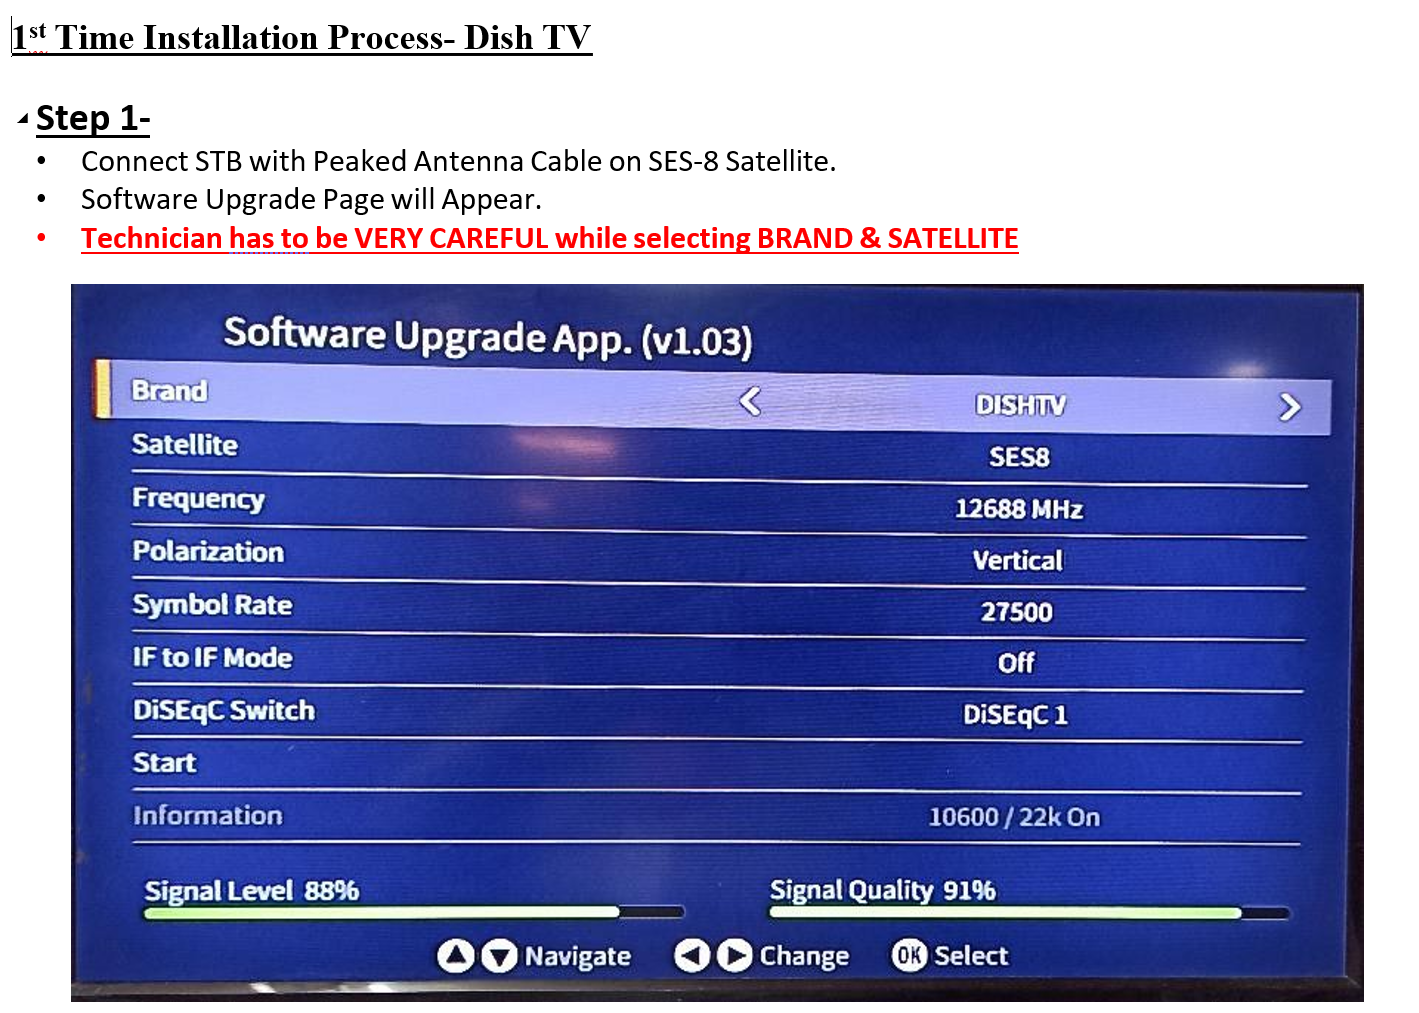 1st Time Installation Process- Dish TV
Step 1-
• Connect STB with Peaked Antenna Cable on SES-8 Satellite.
• Software Upgrade Page will Appear.
• Technician has to be VERY CAREFUL while selecting BRAND & SATELLITE
Software Upgrade App. (v1.03)
Brand DISHTV
Satellite SES8
Frequency 12688 MHz
Polarization Vertical
Symbol Rate 27500
IF to IF Mode Off
DiSEqC Switch DiSEqC 1
Start
Information 10600 / 22k On
Signal Level 88% Signal Quality 91%
Navigate Change OK Select